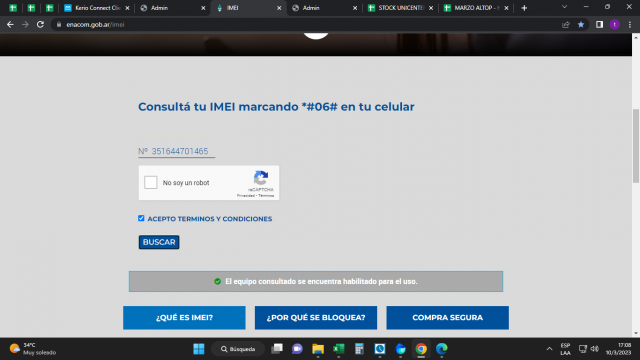 Kerio Connect Clie
Admin
IMEI
Admin
STOCK UNICENTER
MARZO ALTOP -
enacom.gob.ar/imei
Consultá tu IMEI marcando *#06# en tu celular
Nº 351644701465
No soy un robot
reCAPTCHA
Privacidad - Términos
ACEPTO TERMINOS Y CONDICIONES
BUSCAR
El equipo consultado se encuentra habilitado para el uso.
¿QUÉ ES IMEI?
¿POR QUÉ SE BLOQUEA?
COMPRA SEGURA
34°C
Muy soleado
Búsqueda
ESP
LAA
17:08
10/3/2023